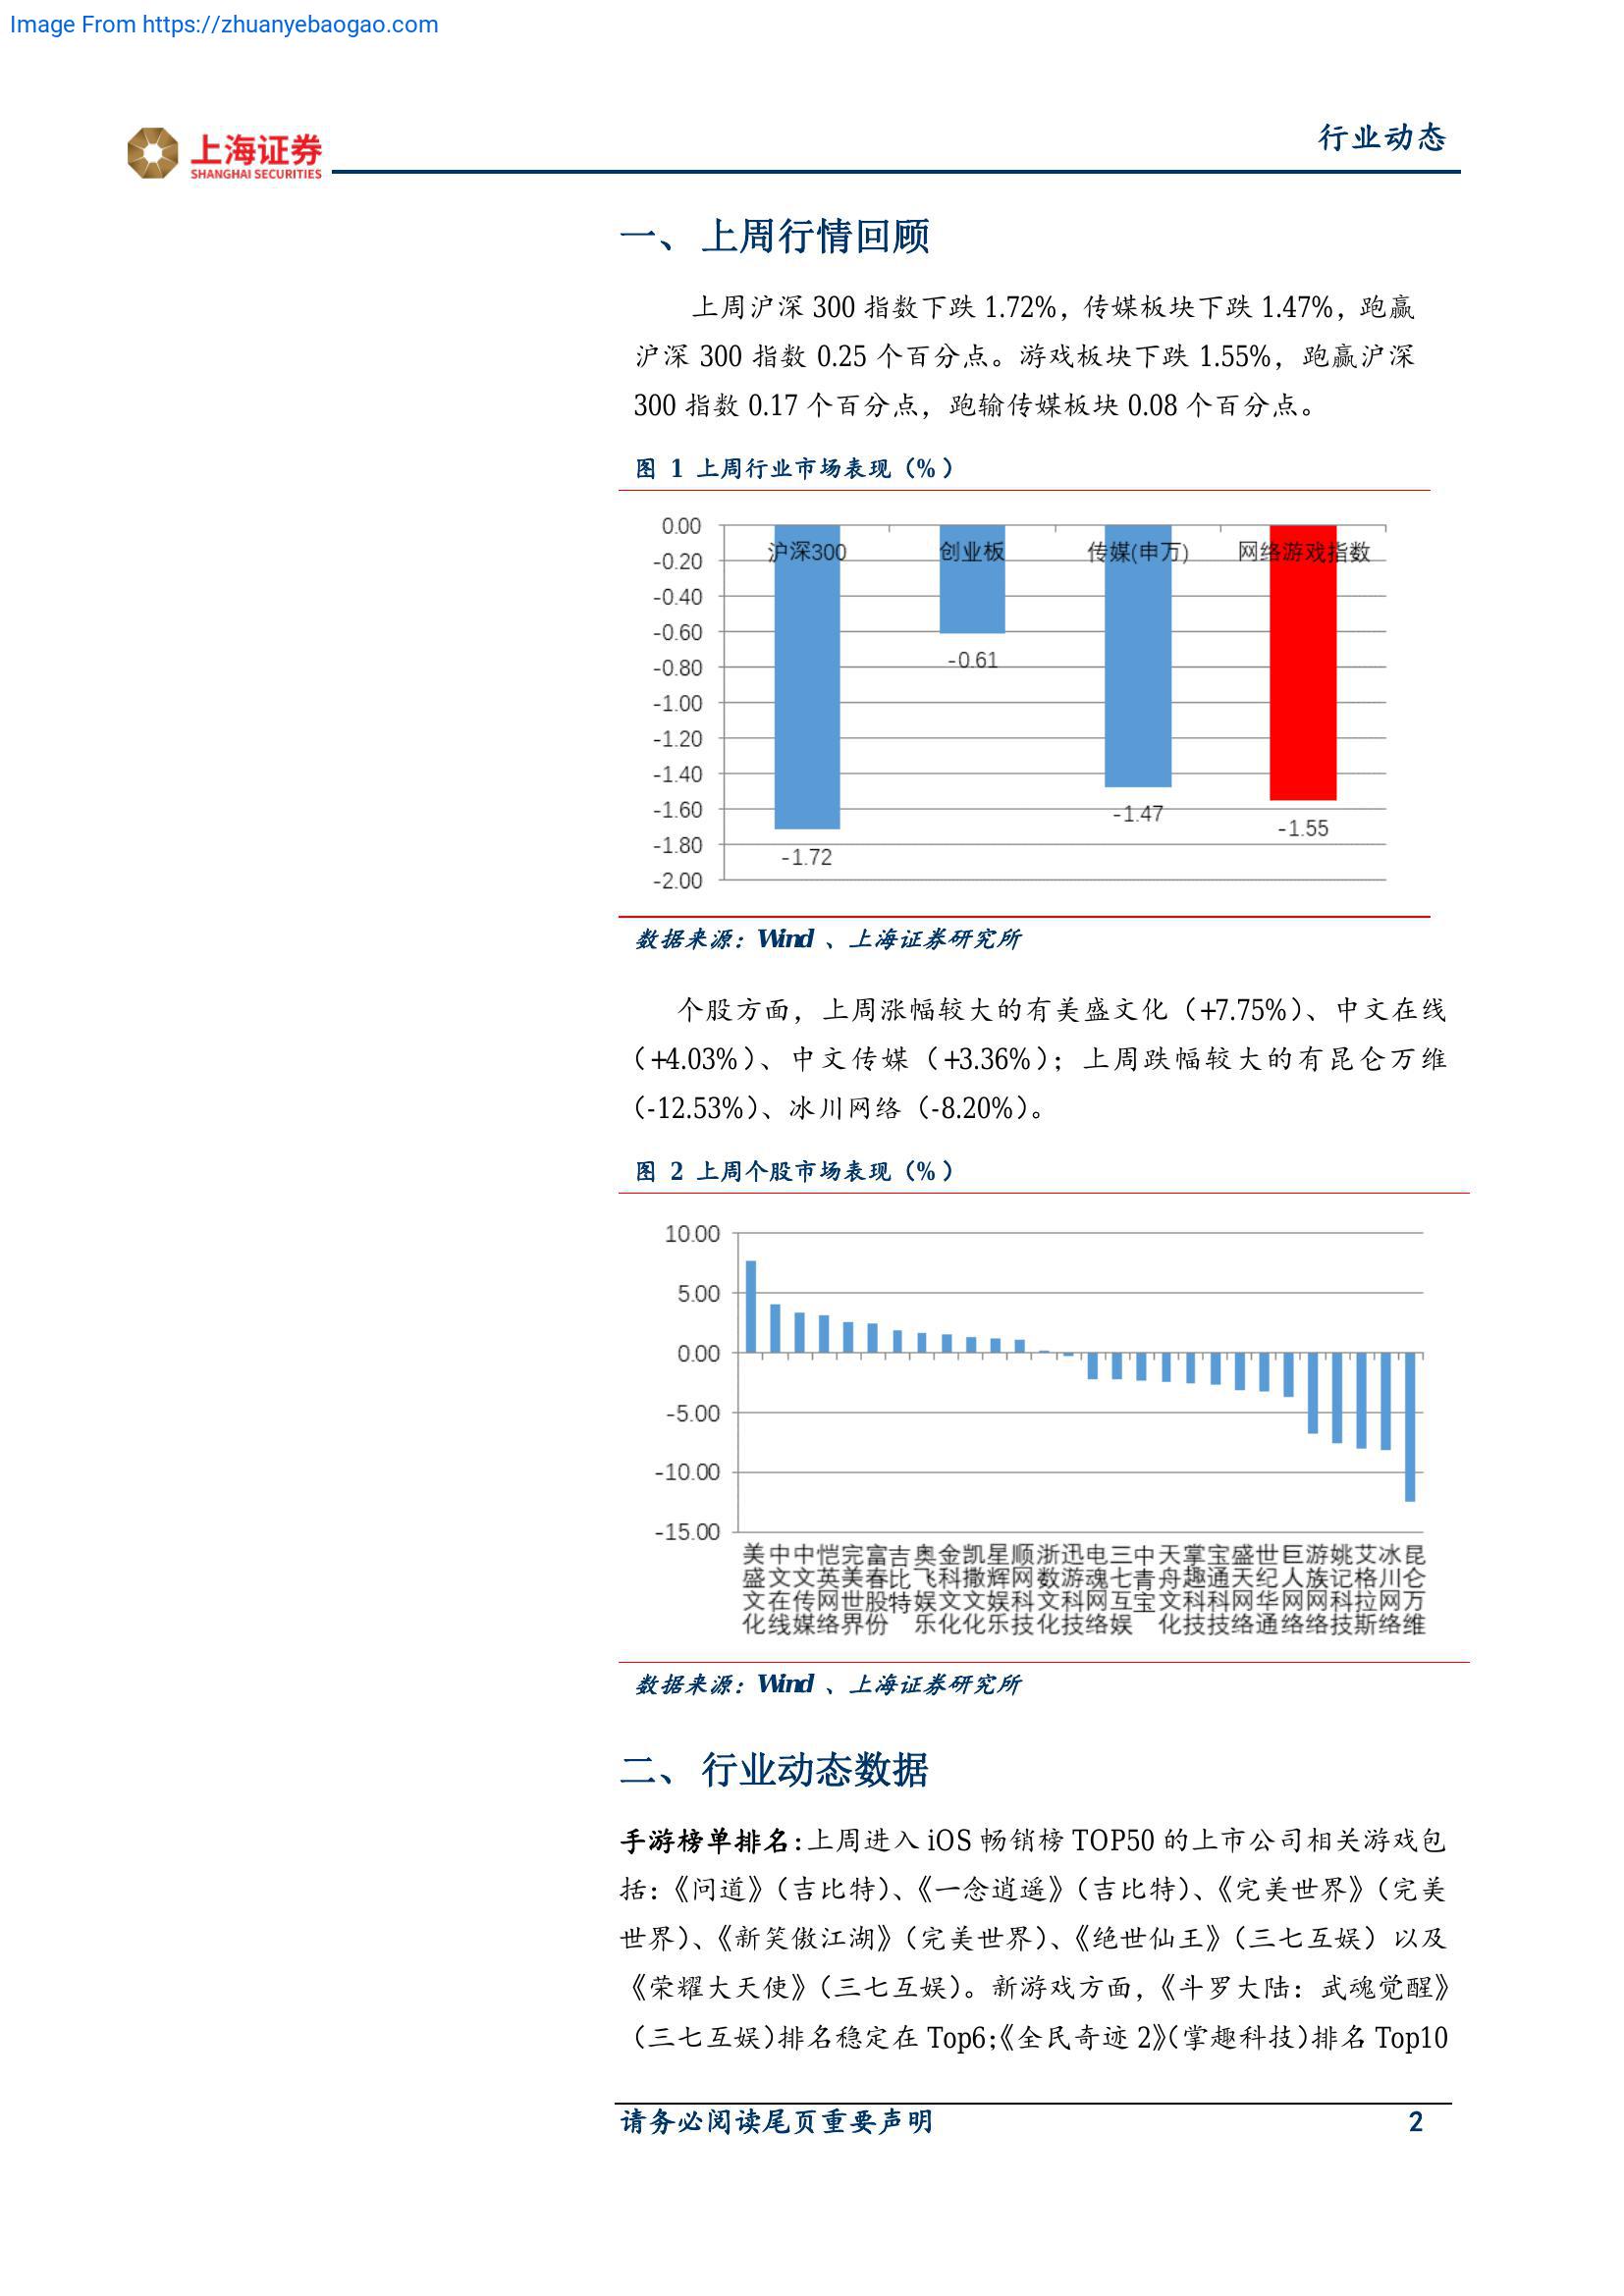 Image From https://zhuanyebaogao.com
上海证券
SHANGHAI SECURITIES
行业动态
一、 上周行情回顾
上周沪深 300 指数下跌 1.72%，传媒板块下跌 1.47%，跑赢
沪深 300 指数 0.25 个百分点。游戏板块下跌 1.55%，跑赢沪深
300 指数 0.17 个百分点，跑输传媒板块 0.08 个百分点。
图 1 上周行业市场表现（%）
0.00
-0.20
-0.40
-0.60
-0.80
-1.00
-1.20
-1.40
-1.60
-1.80
-2.00
沪深300 创业板 传媒(申万) 网络游戏指数
-1.72 -0.61 -1.47 -1.55
数据来源：Wind 、上海证券研究所
个股方面，上周涨幅较大的有美盛文化（+7.75%）、中文在线
（+4.03%）、中文传媒（+3.36%）；上周跌幅较大的有昆仑万维
（-12.53%）、冰川网络（-8.20%）。
图 2 上周个股市场表现（%）
10.00
5.00
0.00
-5.00
-10.00
-15.00
美盛文化
中文在线
中文传媒
恺英网络
完美世界
富春股份
吉比特
奥飞娱乐
金科文化
凯撒文化
星辉娱乐
顺网科技
浙数文化
迅游科技
电魂网络
三七互娱
中青宝
天舟文化
掌趣科技
宝通科技
盛天网络
世纪华通
巨人网络
游族网络
姚记科技
艾格拉斯
冰川网络
昆仑万维
数据来源：Wind 、上海证券研究所
二、 行业动态数据
手游榜单排名：上周进入 iOS 畅销榜 TOP50 的上市公司相关游戏包
括：《问道》（吉比特）、《一念逍遥》（吉比特）、《完美世界》（完美
世界）、《新笑傲江湖》（完美世界）、《绝世仙王》（三七互娱）以及
《荣耀大天使》（三七互娱）。新游戏方面，《斗罗大陆：武魂觉醒》
（三七互娱）排名稳定在 Top6；《全民奇迹 2》（掌趣科技）排名 Top10
请务必阅读尾页重要声明 2